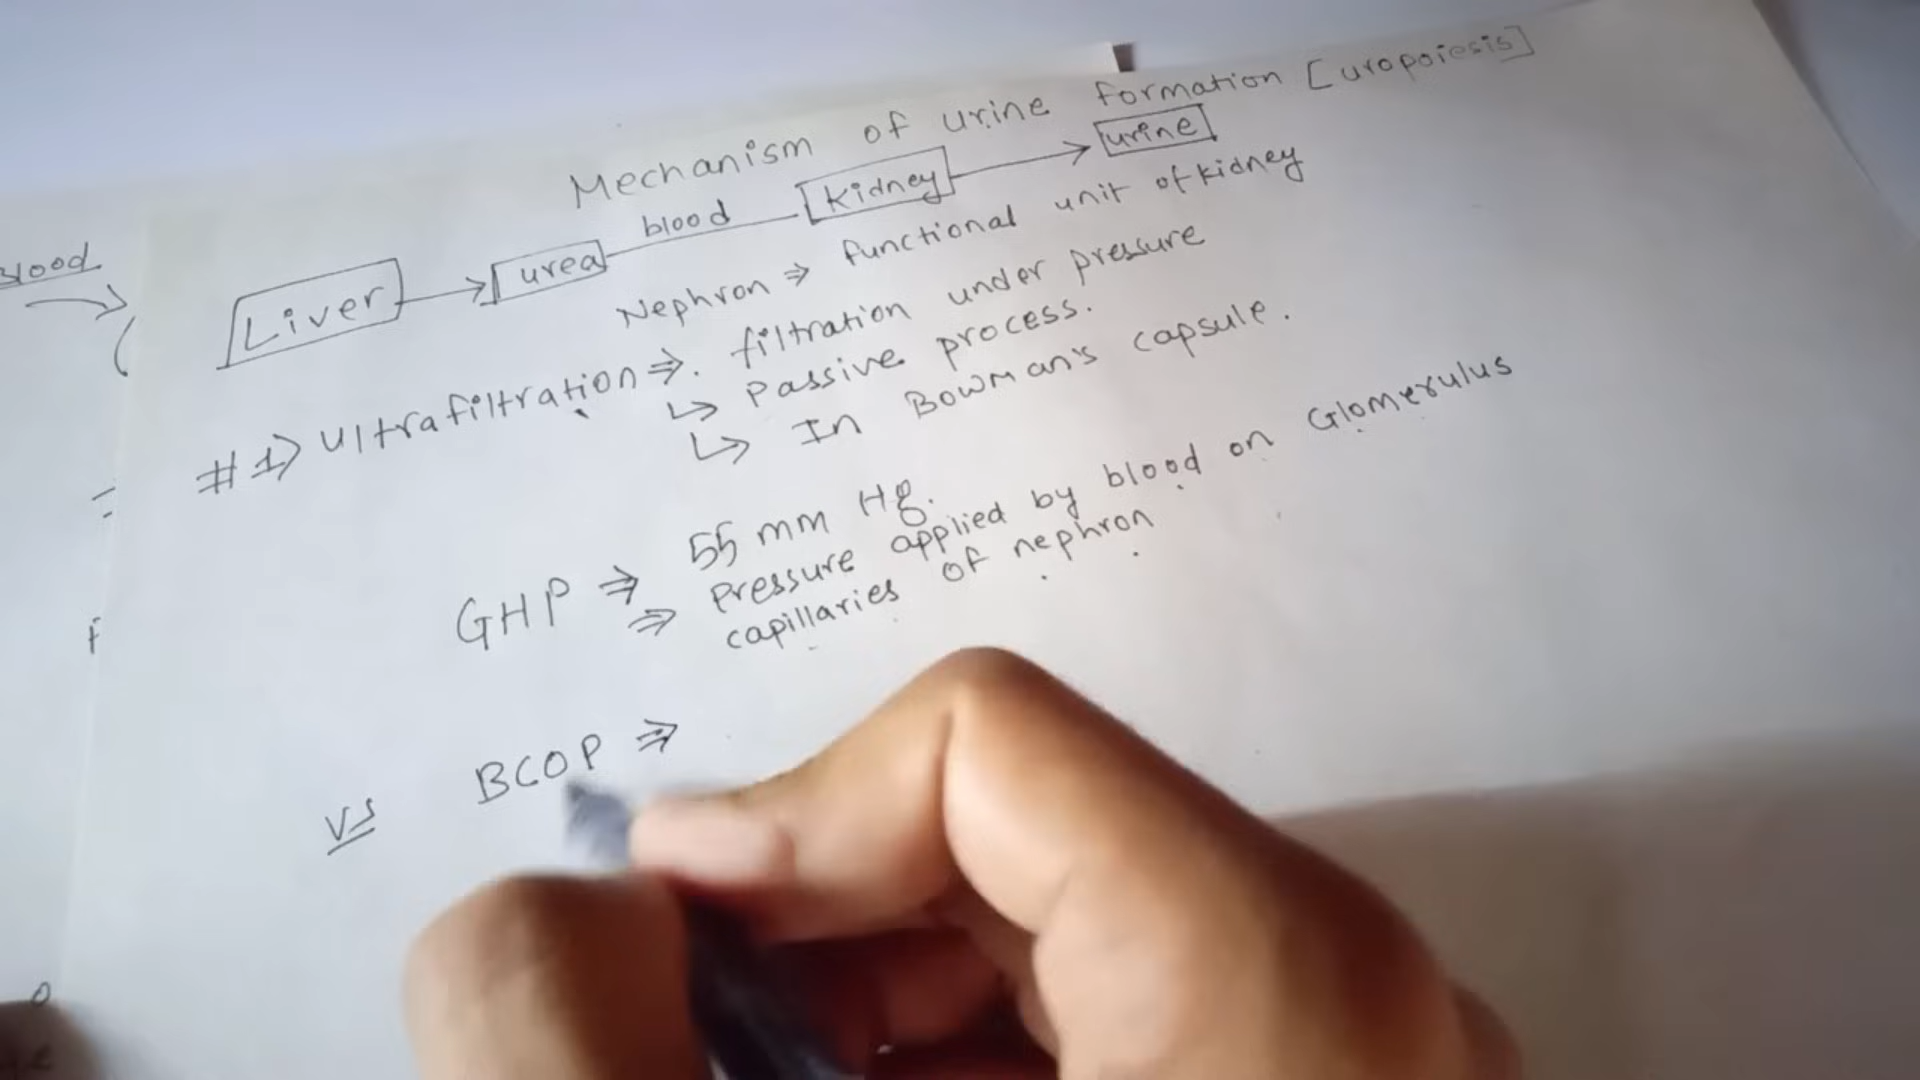 Mechanism of urine formation [uropoiesis]
Liver → urea blood kidney → urine
Nephron ⇒ functional unit of kidney
#1) Ultrafiltration ⇒. filtration under pressure
↳ Passive process.
↳ In Bowman's capsule.
GHP ⇒ 55 mm Hg.
⇒ Pressure applied by blood on Glomerulus
capillaries of nephron
Vs BCOP ⇒
Blood